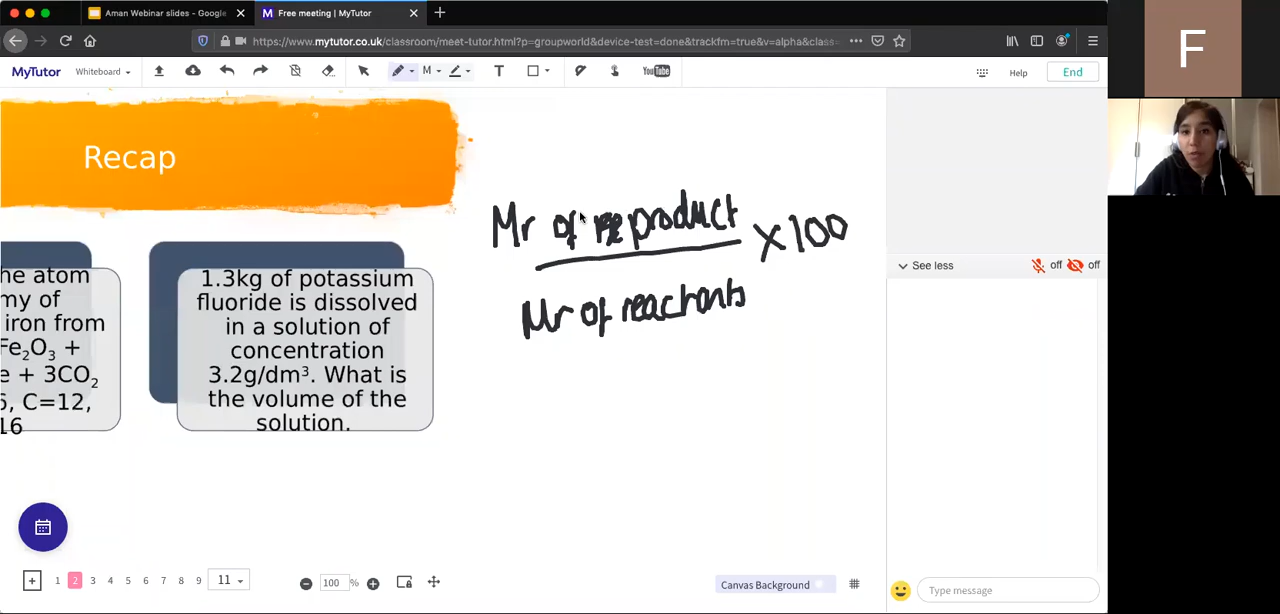 Aman Webinar slides - Google
Free meeting | MyTutor
https://www.mytutor.co.uk/classroom/meet-tutor.html?p=groupworld&device-test=done&trackfm=true&v=alpha&class=
MyTutor
Whiteboard
M
T
YouTube
Help
End
F
Recap
he atom
my of
iron from
Fe₂O₃ +
e + 3CO₂
6, C=12,
16
1.3kg of potassium
fluoride is dissolved
in a solution of
concentration
3.2g/dm³. What is
the volume of the
solution.
Mr of product
x100
Mr of reactants
See less
off
off
1 2 3 4 5 6 7 8 9 11
100 %
Canvas Background
Type message